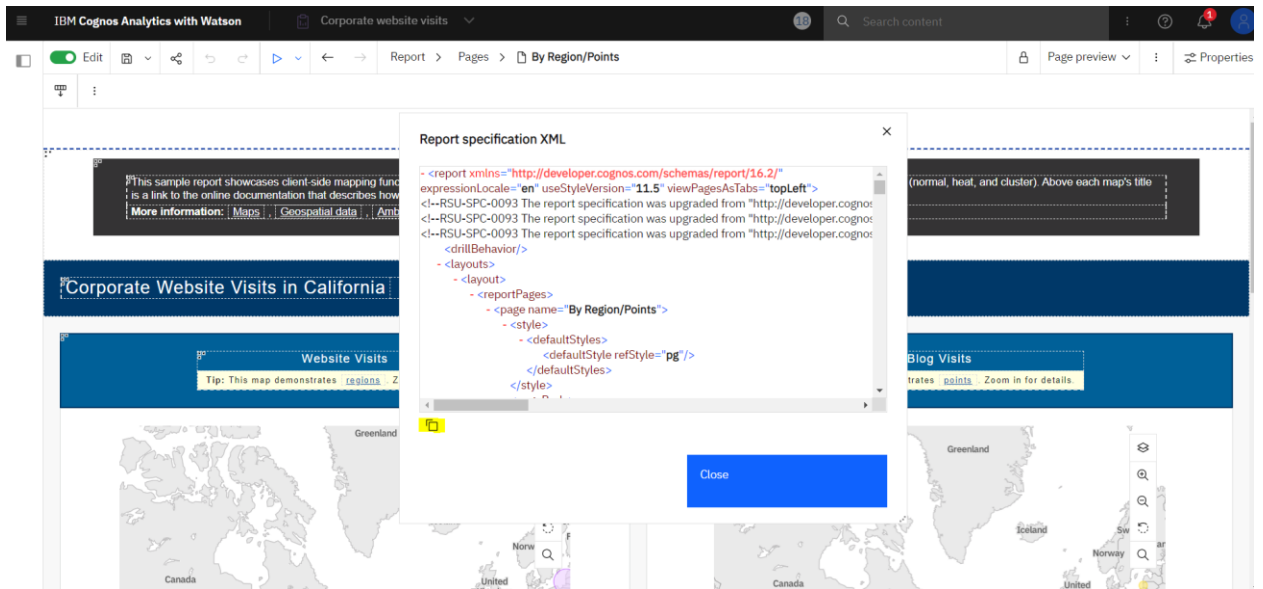 IBM Cognos Analytics with Watson
Corporate website visits
18
Search content
1
Edit
Report > Pages > By Region/Points
Page preview
Properties
Report specification XML
- <report xmlns="http://developer.cognos.com/schemas/report/16.2/"
expressionLocale="en" useStyleVersion="11.5" viewPagesAsTabs="topLeft">
<!--RSU-SPC-0093 The report specification was upgraded from "http://developer.cognos
<!--RSU-SPC-0093 The report specification was upgraded from "http://developer.cognos
<!--RSU-SPC-0093 The report specification was upgraded from "http://developer.cognos
<drillBehavior/>
- <layouts>
- <layout>
- <reportPages>
- <page name="By Region/Points">
- <style>
- <defaultStyles>
<defaultStyle refStyle="pg"/>
</defaultStyles>
</style>
Close
This sample report showcases client-side mapping func
(normal, heat, and cluster). Above each map's title
is a link to the online documentation that describes how
More information: Maps , Geospatial data , Amb
Corporate Website Visits in California
Website Visits
Blog Visits
Tip: This map demonstrates regions . Z
trates points . Zoom in for details.
Greenland
Greenland
Iceland
Sw
Norw
Norway
Canada
United
Canada
United